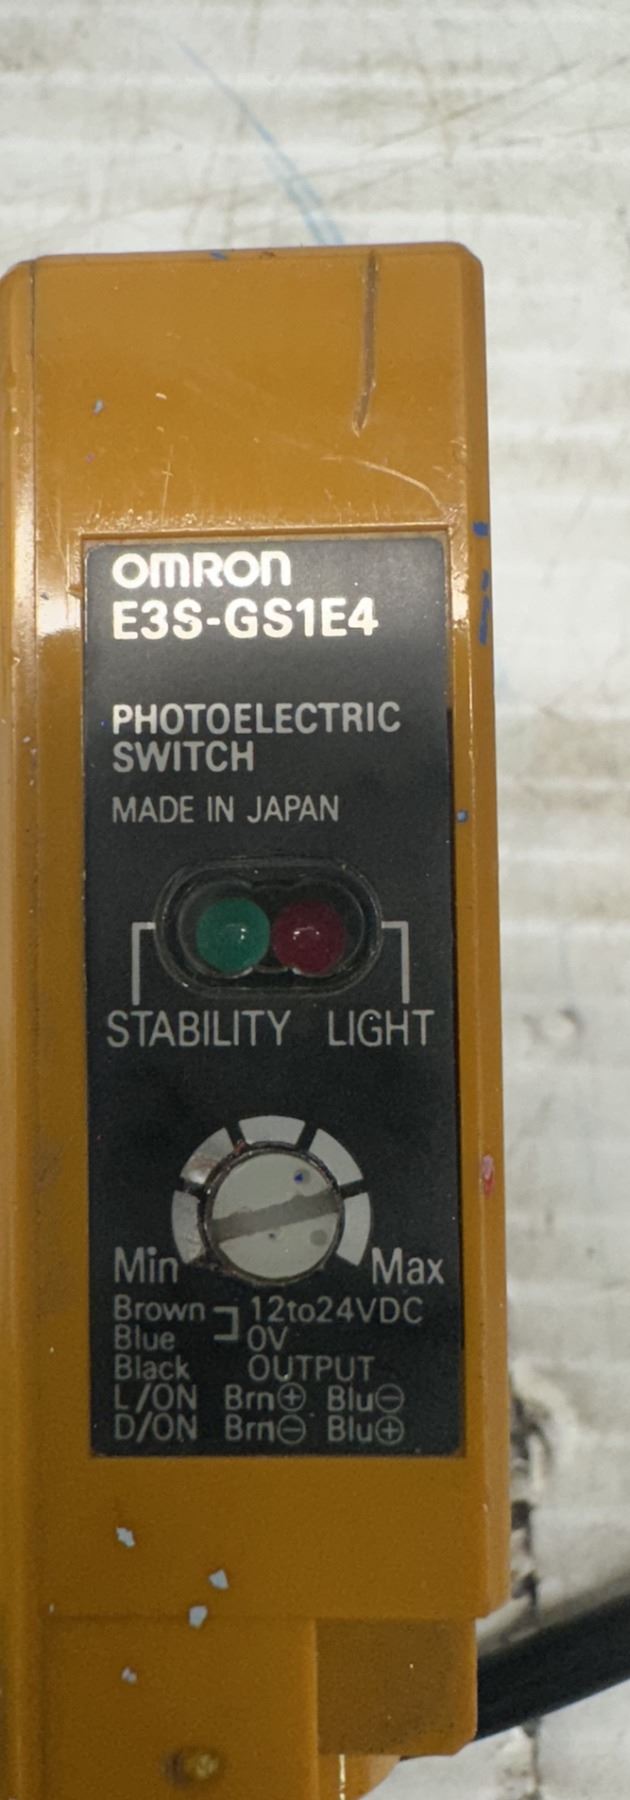 OMRON
E3S-GS1E4
PHOTOELECTRIC
SWITCH
MADE IN JAPAN
STABILITY LIGHT
Min Max
Brown 12to24VDC
Blue 0V
Black OUTPUT
L/ON Brn⊕ Blu⊖
D/ON Brn⊖ Blu⊕